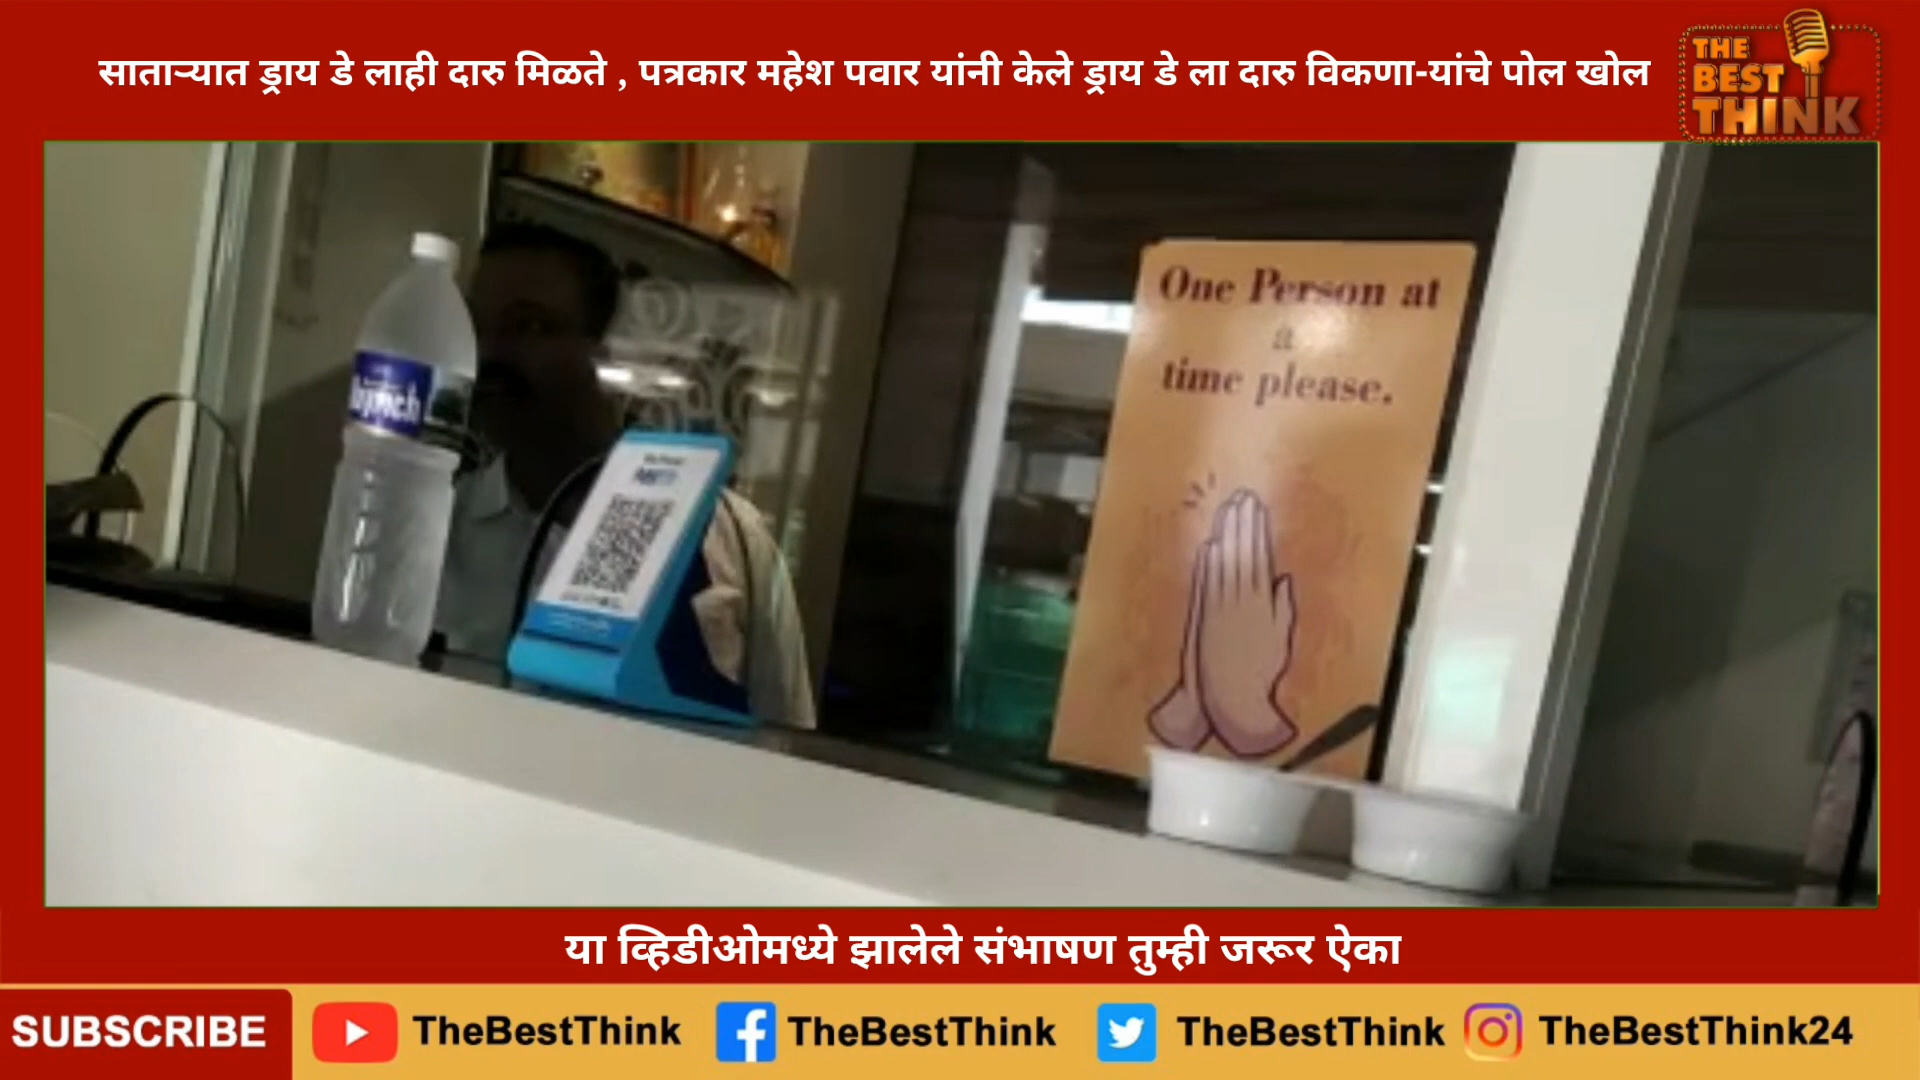 साताऱ्यात ड्राय डे लाही दारु मिळते , पत्रकार महेश पवार यांनी केले ड्राय डे ला दारु विकणा-यांचे पोल खोल
THE
BEST
THINK
One Person at
a
time please.
या व्हिडीओमध्ये झालेले संभाषण तुम्ही जरूर ऐका
SUBSCRIBE TheBestThink TheBestThink TheBestThink TheBestThink24